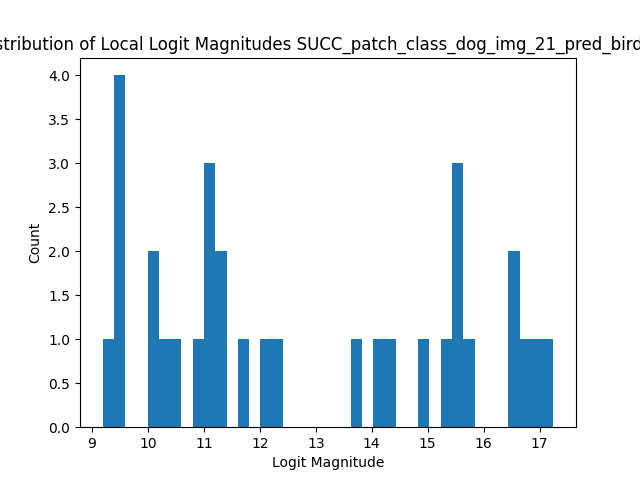 stribution of Local Logit Magnitudes SUCC_patch_class_dog_img_21_pred_bird
4.0
3.5
3.0
2.5
2.0
1.5
1.0
0.5
0.0
Count
9 10 11 12 13 14 15 16 17
Logit Magnitude